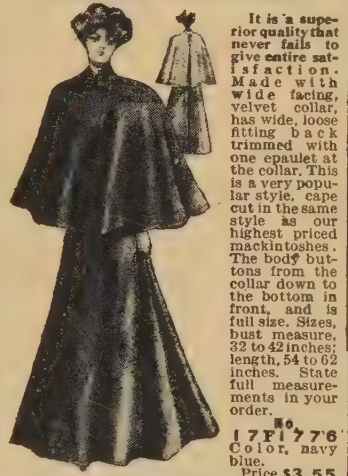 It is a supe-
rior quality that
never fails to
give entire sat-
isfaction.
Made with
wide facing,
velvet collar,
has wide, loose
fitting back
trimmed with
one epaulet at
the collar. This
is a very popu-
lar style, cape
cut in the same
style as our
highest priced
mackintoshes.
The body but-
tons from the
collar down to
the bottom in
front, and is
full size. Sizes,
bust measure,
32 to 42 inches;
length, 54 to 62
inches. State
full measure-
ments in your
order.
No.
17F1776
Color, navy
blue.
Price $3.55